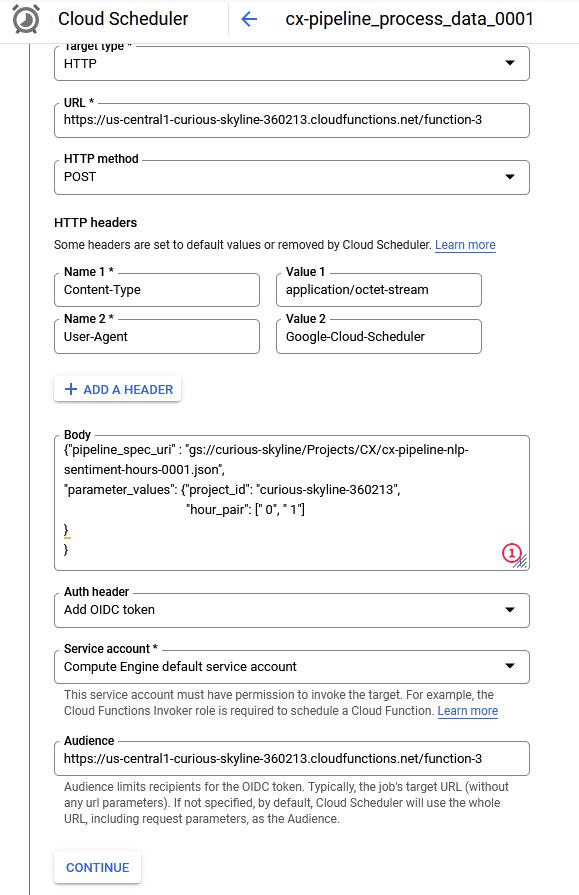 Cloud Scheduler
cx-pipeline_process_data_0001
Target type *
HTTP
URL *
https://us-central1-curious-skyline-360213.cloudfunctions.net/function-3
HTTP method
POST
HTTP headers
Some headers are set to default values or removed by Cloud Scheduler. Learn more
Name 1 * Value 1
Content-Type application/octet-stream
Name 2 * Value 2
User-Agent Google-Cloud-Scheduler
+ ADD A HEADER
Body
{"pipeline_spec_uri" : "gs://curious-skyline/Projects/CX/cx-pipeline-nlp-
sentiment-hours-0001.json",
"parameter_values": {"project_id": "curious-skyline-360213",
"hour_pair": [" 0", " 1"]
}
}
1
Auth header
Add OIDC token
Service account *
Compute Engine default service account
This service account must have permission to invoke the target. For example, the
Cloud Functions Invoker role is required to schedule a Cloud Function. Learn more
Audience
https://us-central1-curious-skyline-360213.cloudfunctions.net/function-3
Audience limits recipients for the OIDC token. Typically, the job's target URL (without
any url parameters). If not specified, by default, Cloud Scheduler will use the whole
URL, including request parameters, as the Audience.
CONTINUE